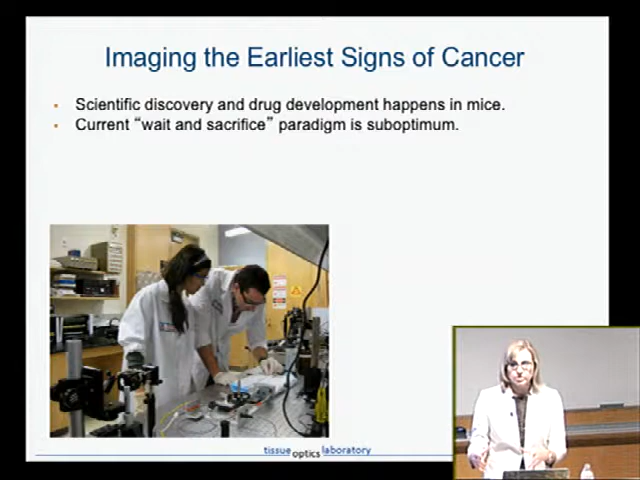 Imaging the Earliest Signs of Cancer
Scientific discovery and drug development happens in mice.
Current “wait and sacrifice” paradigm is suboptimum.
tissue optics laboratory